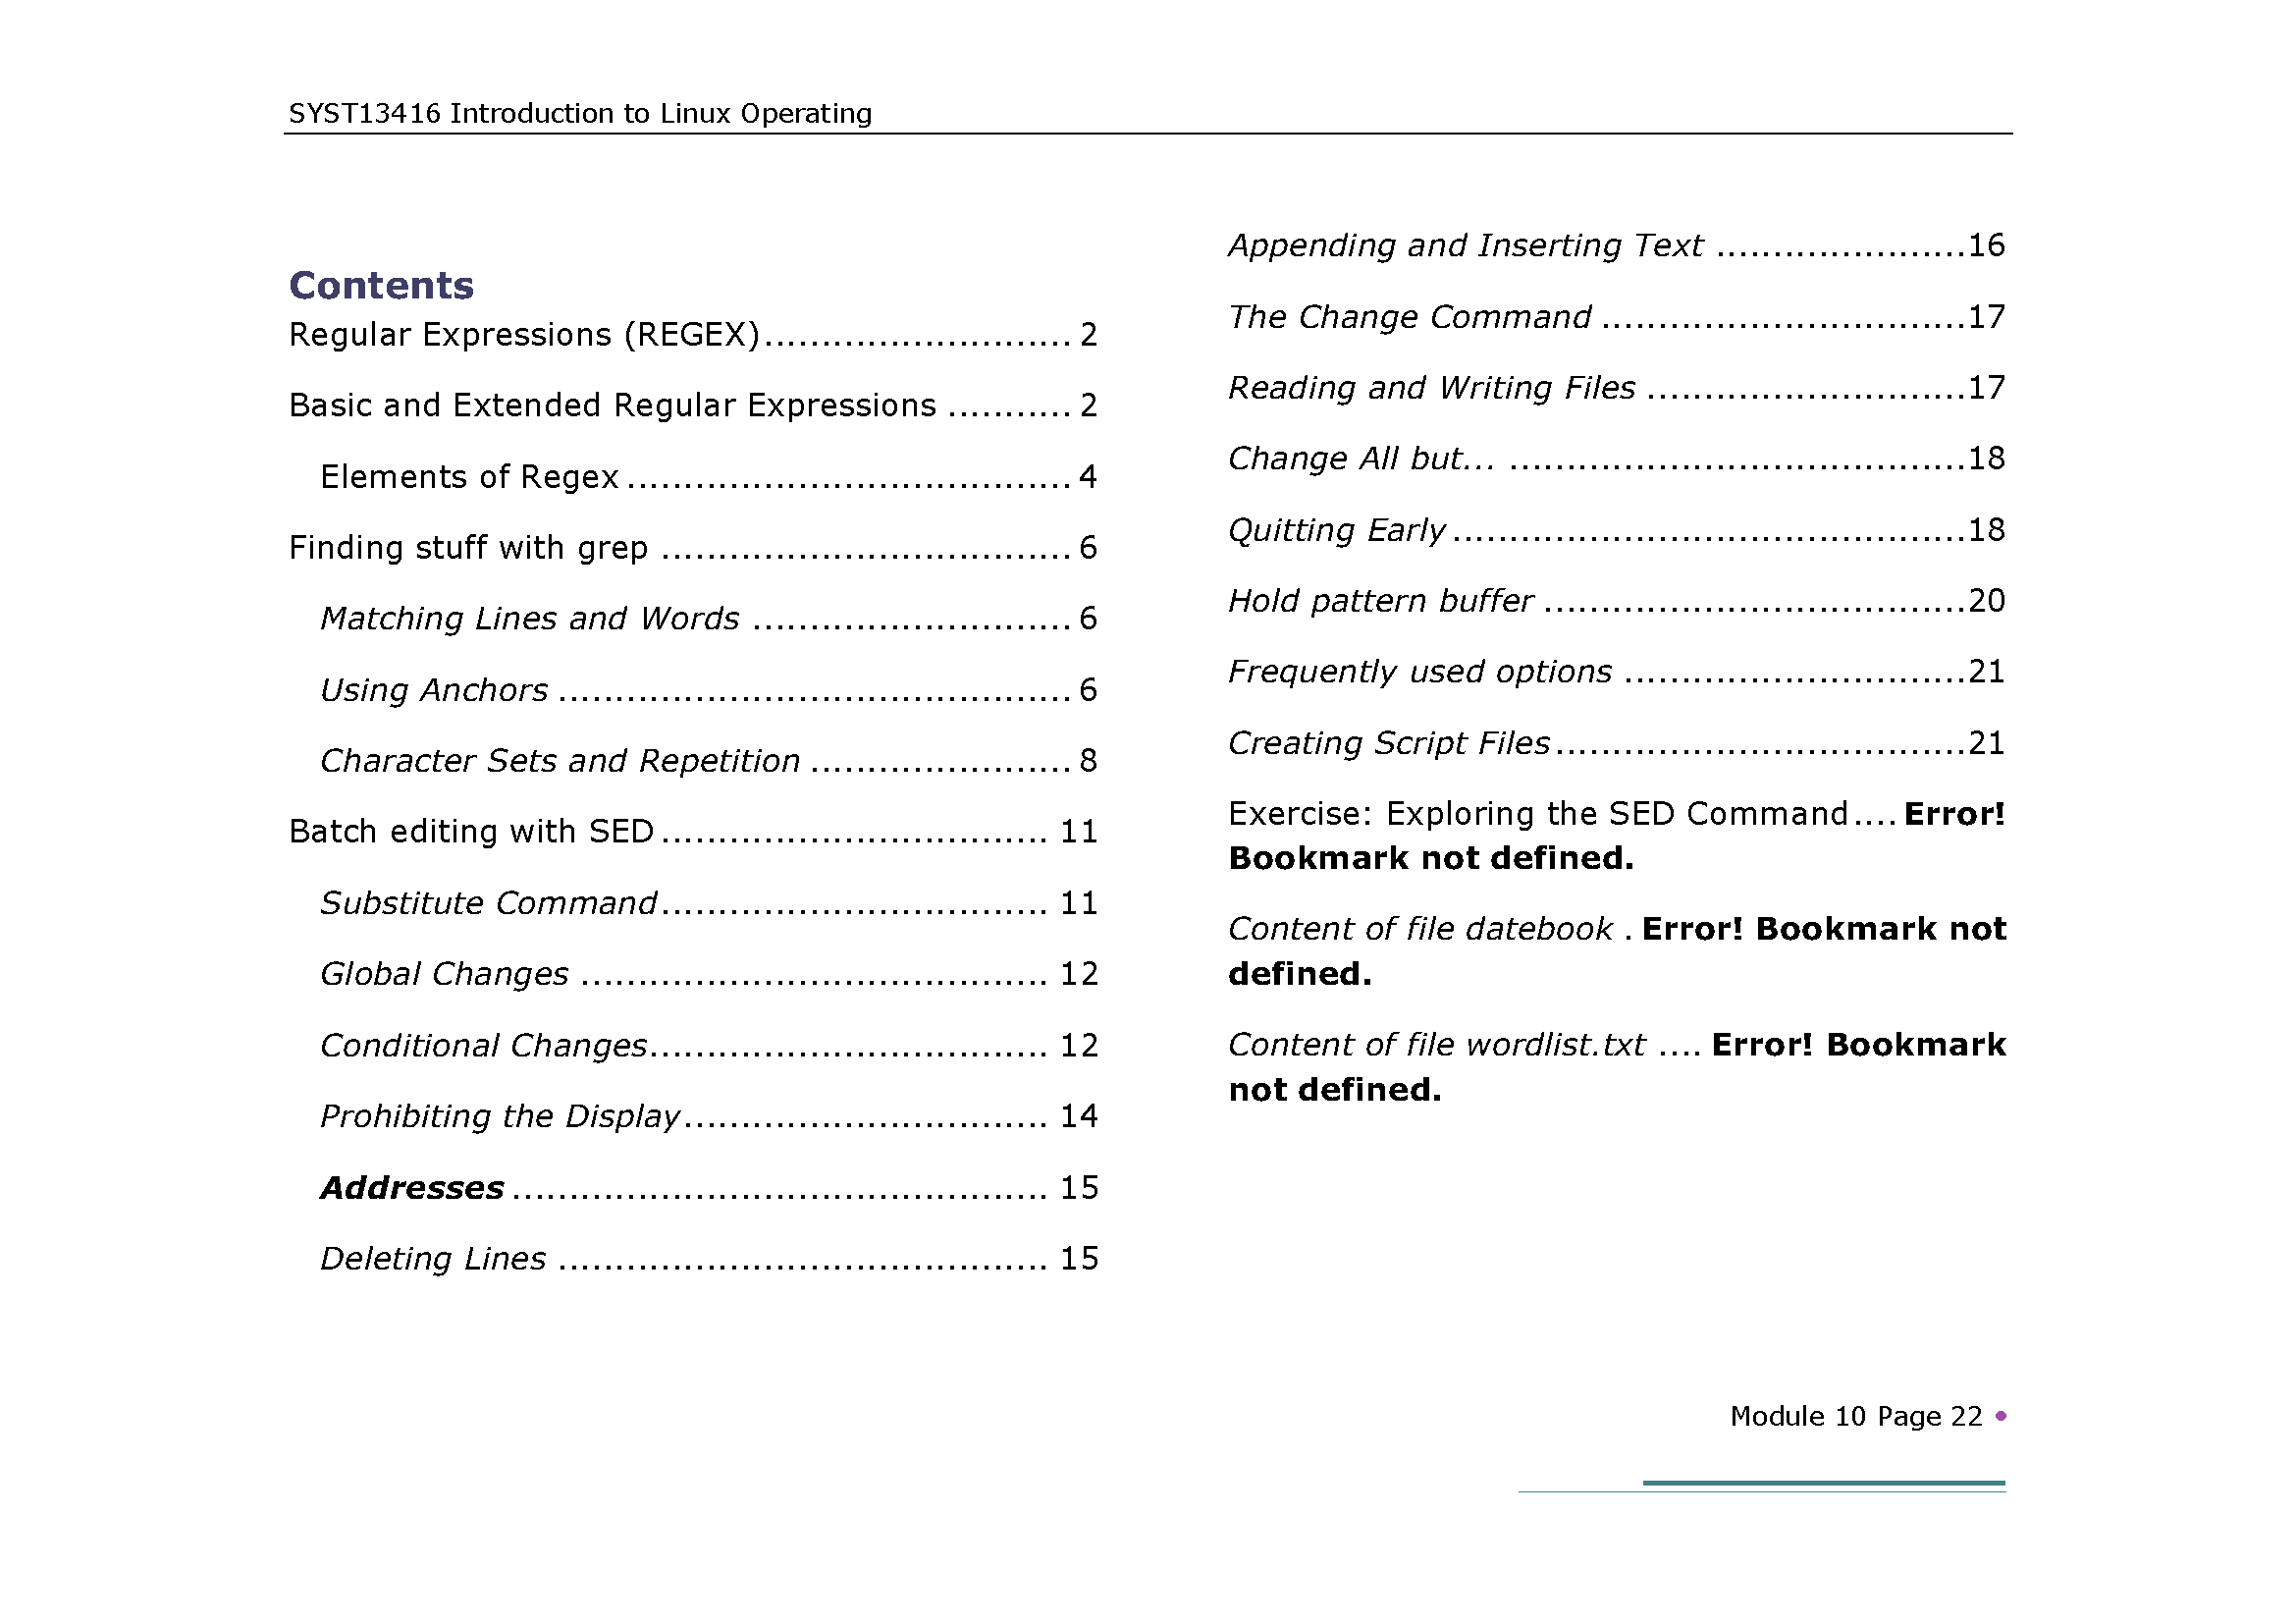 SYST13416 Introduction to Linux Operating
Contents
Regular Expressions (REGEX)........................... 2
Basic and Extended Regular Expressions ........... 2
Elements of Regex....................................... 4
Finding stuff with grep .................................... 6
Matching Lines and Words ............................ 6
Using Anchors ............................................. 6
Character Sets and Repetition ....................... 8
Batch editing with SED.................................. 11
Substitute Command.................................. 11
Global Changes ......................................... 12
Conditional Changes................................... 12
Prohibiting the Display................................ 14
Addresses............................................... 15
Deleting Lines ........................................... 15
Appending and Inserting Text ......................16
The Change Command ................................17
Reading and Writing Files ............................17
Change All but... ........................................18
Quitting Early.............................................18
Hold pattern buffer .....................................20
Frequently used options ..............................21
Creating Script Files....................................21
Exercise: Exploring the SED Command.... Error!
Bookmark not defined.
Content of file datebook . Error! Bookmark not
defined.
Content of file wordlist.txt .... Error! Bookmark
not defined.
Module 10 Page 22 •